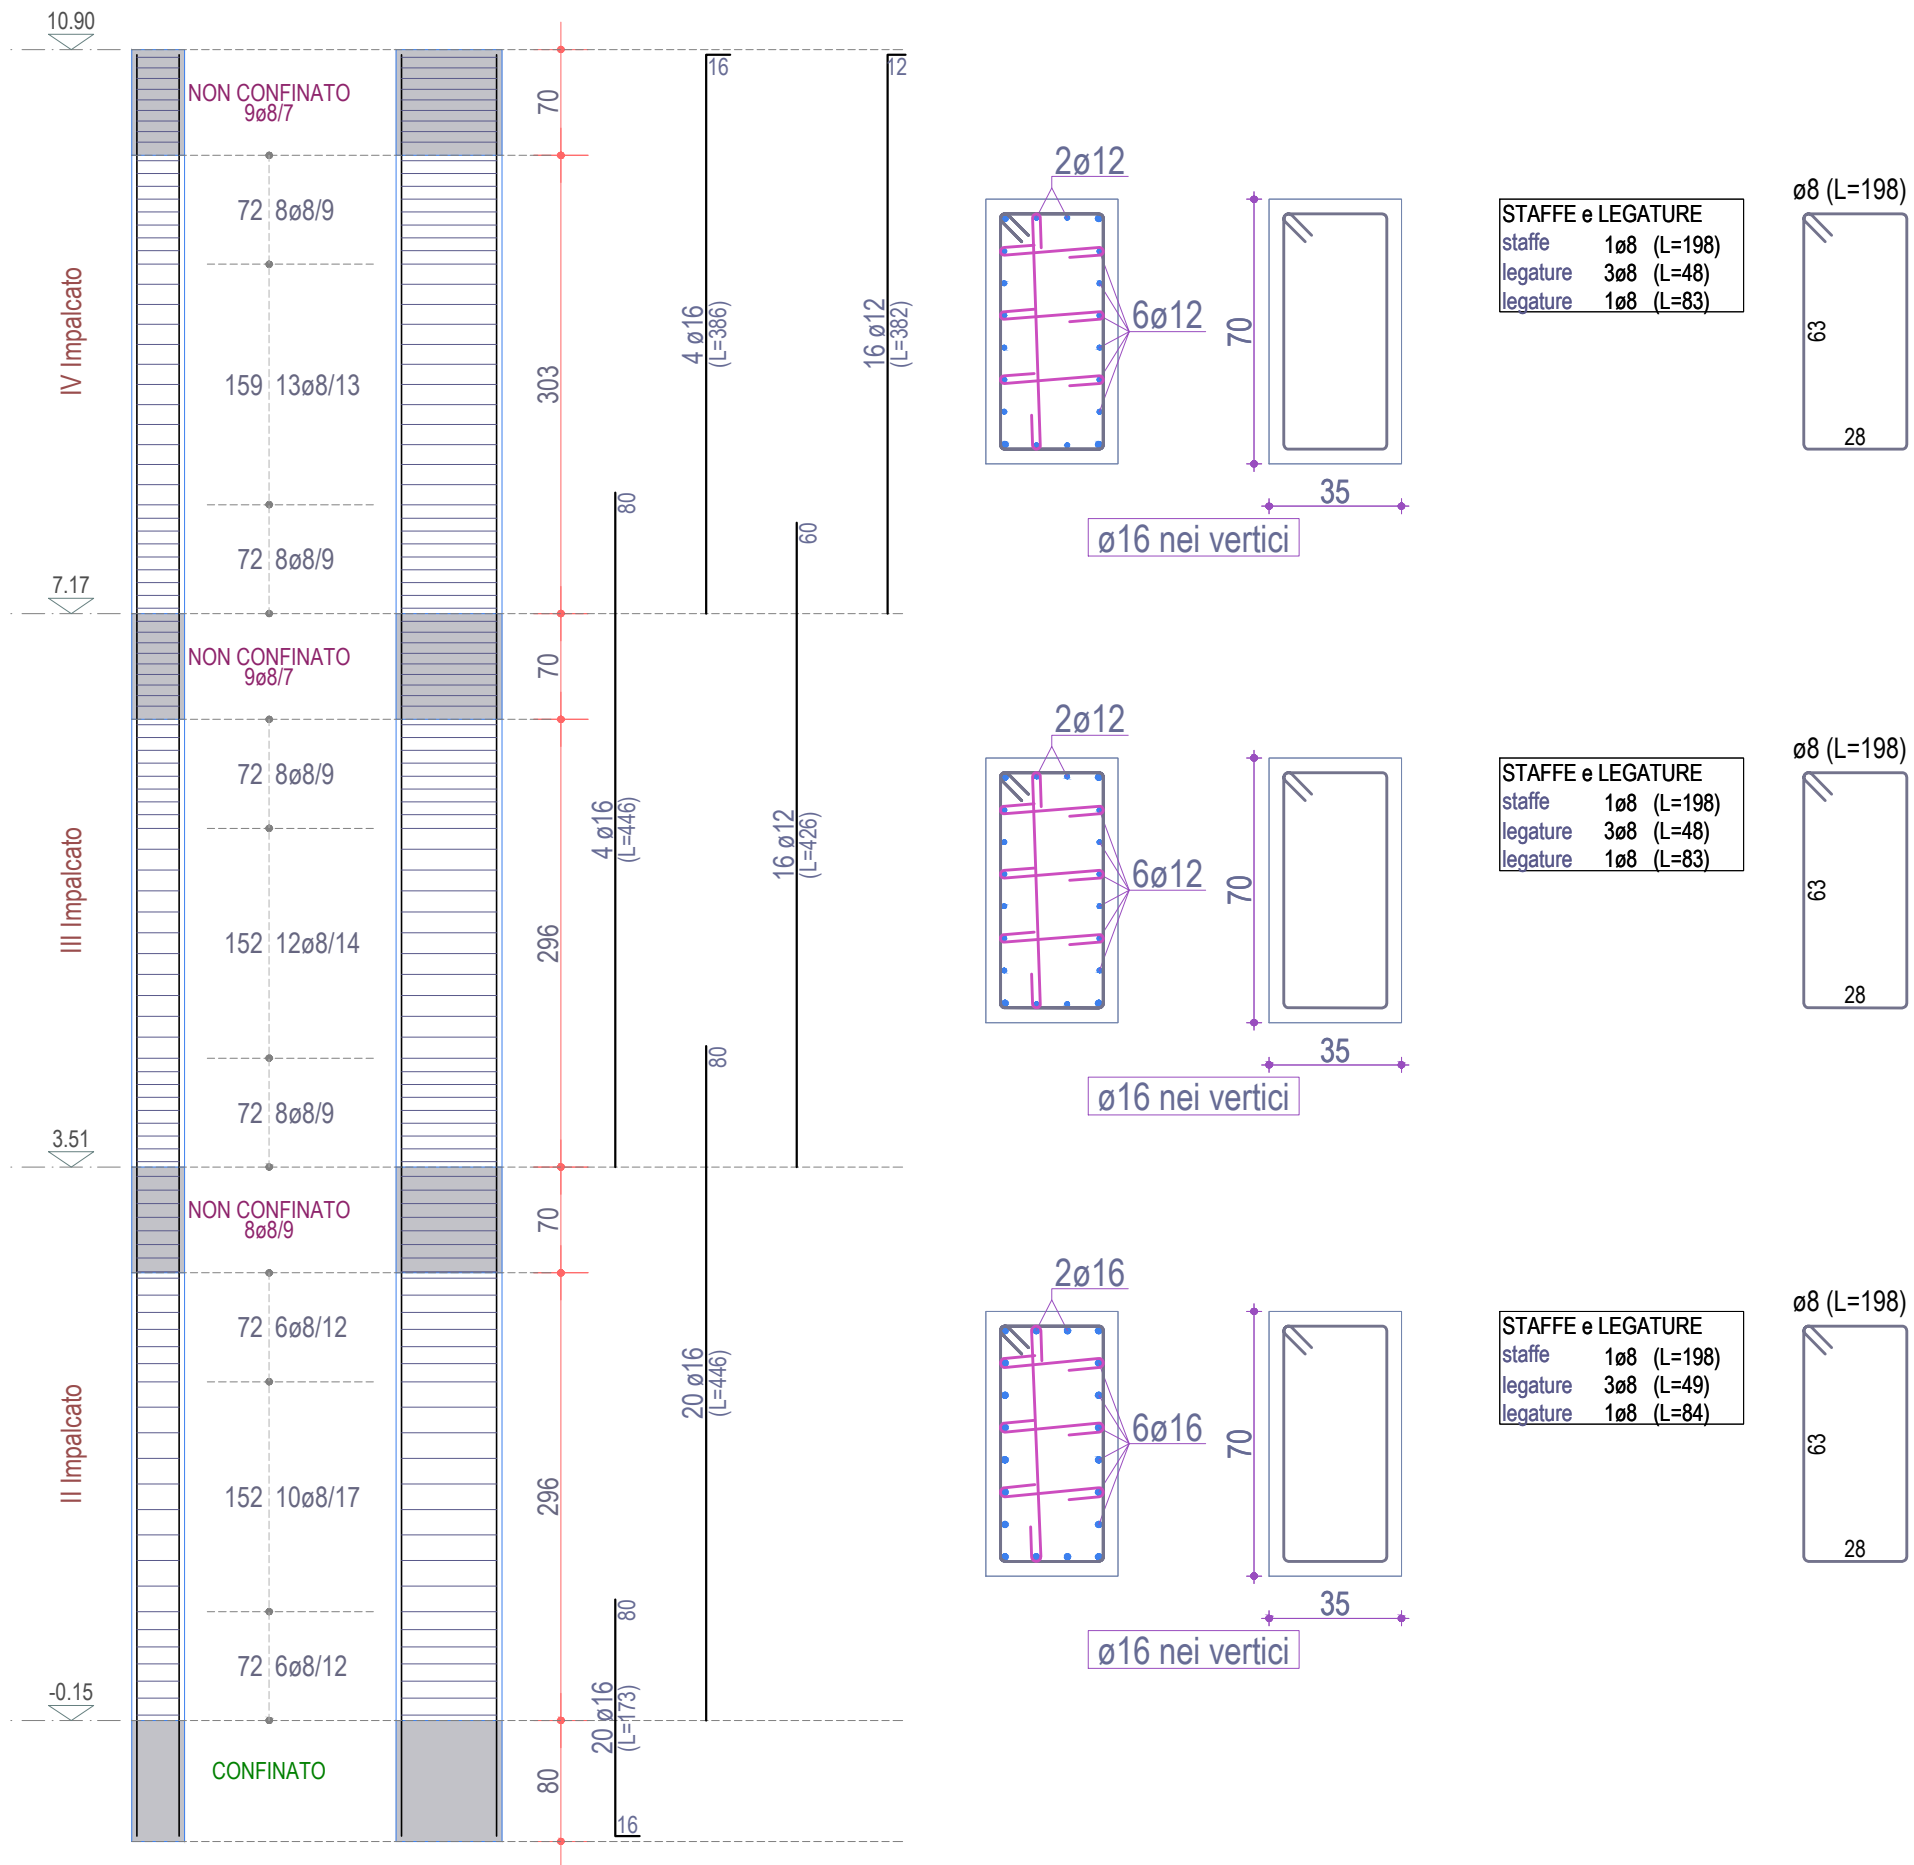 10.90
NON CONFINATO
9ø8/7
70
16
12
72 8ø8/9
IV Impalcato
159 13ø8/13
303
4 ø16
(L=386)
16 ø12
(L=382)
72 8ø8/9
80
60
7.17
2ø12
6ø12
70
35
ø16 nei vertici
STAFFE e LEGATURE
staffe 1ø8 (L=198)
legature 3ø8 (L=48)
legature 1ø8 (L=83)
ø8 (L=198)
63
28
NON CONFINATO
9ø8/7
70
72 8ø8/9
III Impalcato
152 12ø8/14
296
4 ø16
(L=446)
16 ø12
(L=426)
72 8ø8/9
80
3.51
2ø12
6ø12
70
35
ø16 nei vertici
STAFFE e LEGATURE
staffe 1ø8 (L=198)
legature 3ø8 (L=48)
legature 1ø8 (L=83)
ø8 (L=198)
63
28
NON CONFINATO
8ø8/9
70
72 6ø8/12
II Impalcato
152 10ø8/17
296
20 ø16
(L=446)
72 6ø8/12
80
-0.15
20 ø16
(L=173)
CONFINATO
80
16
2ø16
6ø16
70
35
ø16 nei vertici
STAFFE e LEGATURE
staffe 1ø8 (L=198)
legature 3ø8 (L=49)
legature 1ø8 (L=84)
ø8 (L=198)
63
28